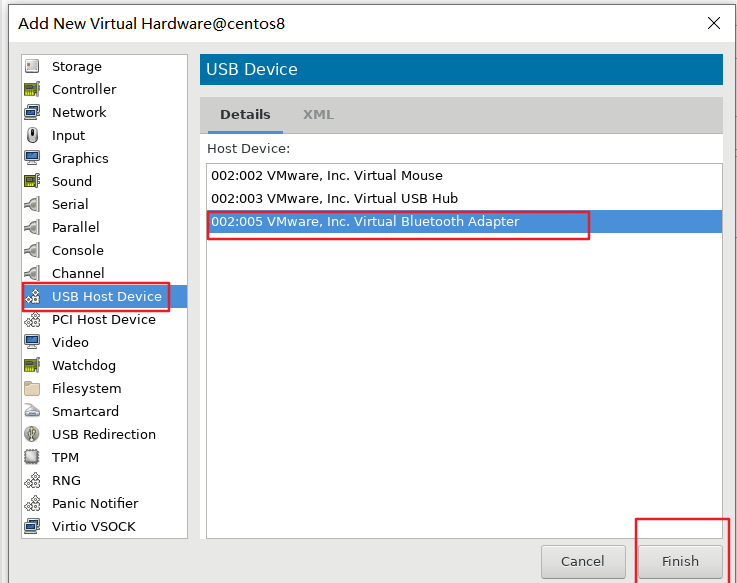 Add New Virtual Hardware@centos8
Storage
Controller
Network
Input
Graphics
Sound
Serial
Parallel
Console
Channel
USB Host Device
PCI Host Device
Video
Watchdog
Filesystem
Smartcard
USB Redirection
TPM
RNG
Panic Notifier
Virtio VSOCK
USB Device
Details XML
Host Device:
002:002 VMware, Inc. Virtual Mouse
002:003 VMware, Inc. Virtual USB Hub
002:005 VMware, Inc. Virtual Bluetooth Adapter
Cancel Finish